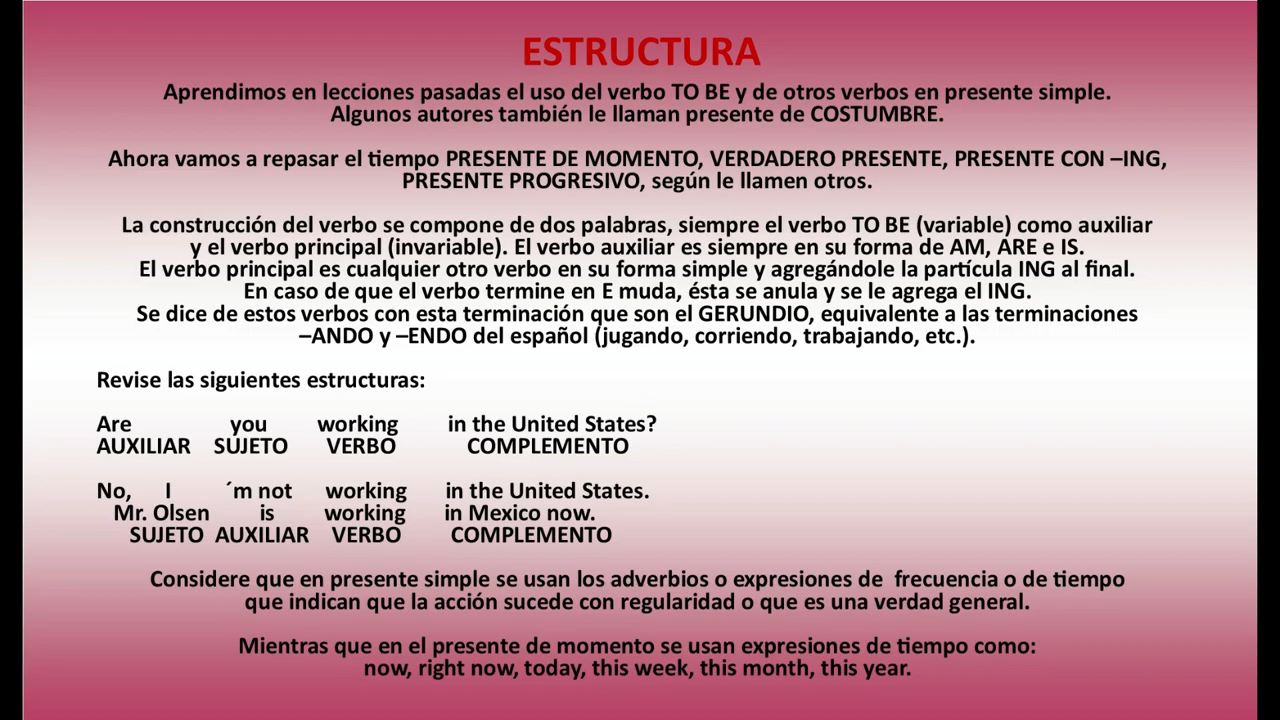 ESTRUCTURA
Aprendimos en lecciones pasadas el uso del verbo TO BE y de otros verbos en presente simple.
Algunos autores también le llaman presente de COSTUMBRE.
Ahora vamos a repasar el tiempo PRESENTE DE MOMENTO, VERDADERO PRESENTE, PRESENTE CON –ING,
PRESENTE PROGRESIVO, según le llamen otros.
La construcción del verbo se compone de dos palabras, siempre el verbo TO BE (variable) como auxiliar
y el verbo principal (invariable). El verbo auxiliar es siempre en su forma de AM, ARE e IS.
El verbo principal es cualquier otro verbo en su forma simple y agregándole la partícula ING al final.
En caso de que el verbo termine en E muda, ésta se anula y se le agrega el ING.
Se dice de estos verbos con esta terminación que son el GERUNDIO, equivalente a las terminaciones
–ANDO y –ENDO del español (jugando, corriendo, trabajando, etc.).
Revise las siguientes estructuras:
Are you working in the United States?
AUXILIAR SUJETO VERBO COMPLEMENTO
No, I ´m not working in the United States.
Mr. Olsen is working in Mexico now.
SUJETO AUXILIAR VERBO COMPLEMENTO
Considere que en presente simple se usan los adverbios o expresiones de frecuencia o de tiempo
que indican que la acción sucede con regularidad o que es una verdad general.
Mientras que en el presente de momento se usan expresiones de tiempo como:
now, right now, today, this week, this month, this year.